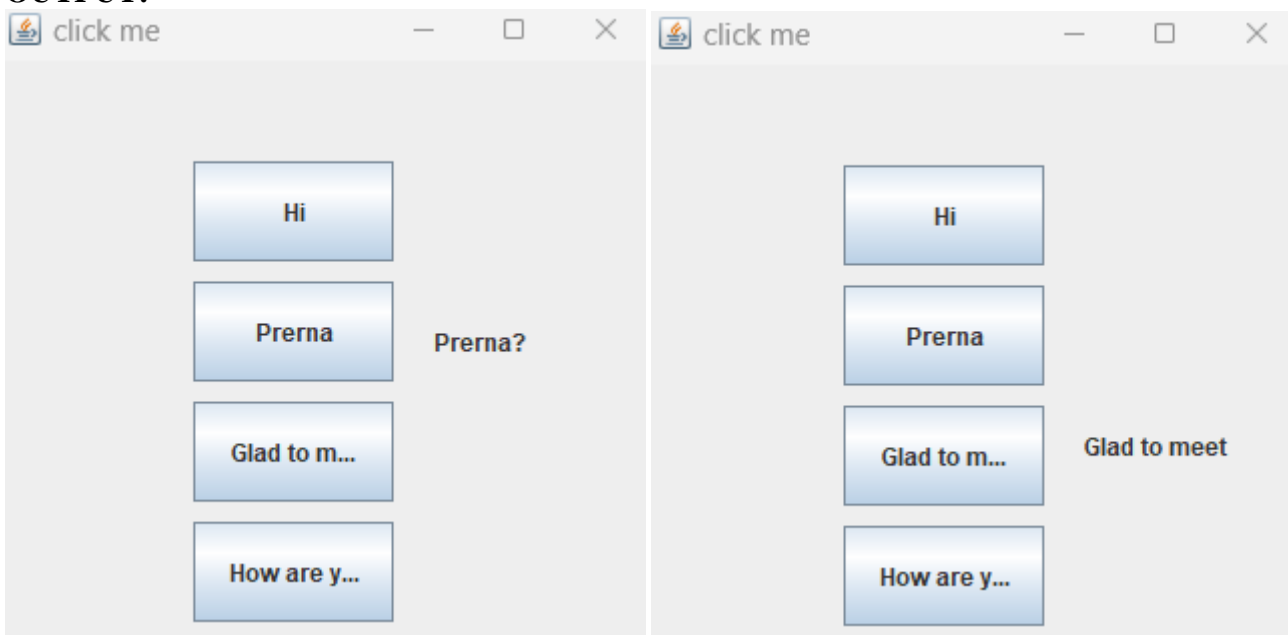 click me
Hi
Prerna
Prerna?
Glad to m...
How are y...
click me
Hi
Prerna
Glad to m...
Glad to meet
How are y...